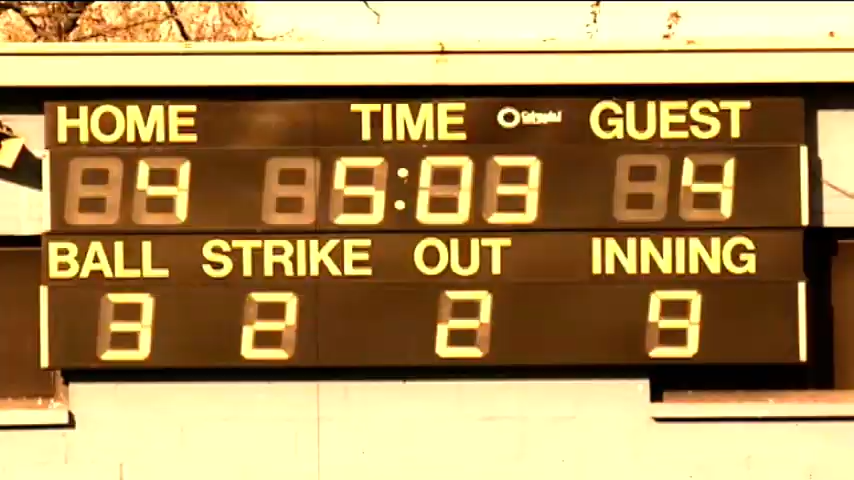 HOME TIME GUEST
4 5:03 4
BALL STRIKE OUT INNING
3 2 2 9